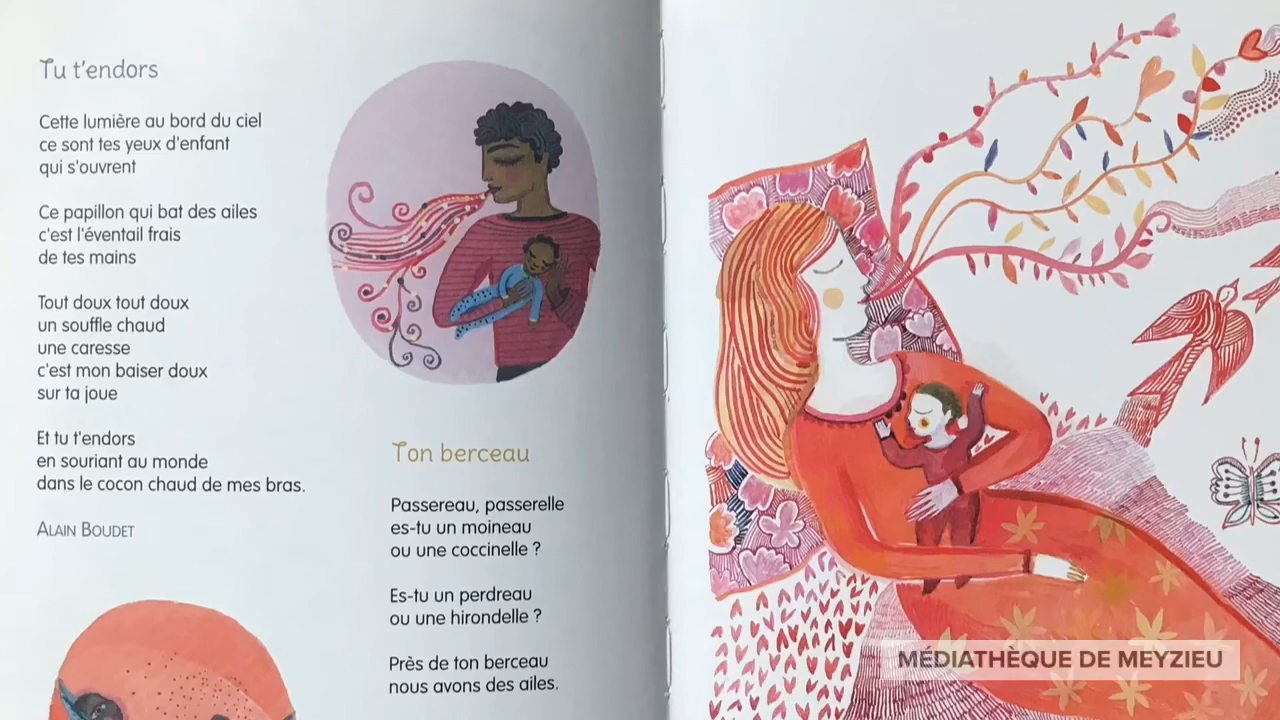 Tu t'endors
Cette lumière au bord du ciel
ce sont tes yeux d'enfant
qui s'ouvrent
Ce papillon qui bat des ailes
c'est l'éventail frais
de tes mains
Tout doux tout doux
un souffle chaud
une caresse
c'est mon baiser doux
sur ta joue
Et tu t'endors
en souriant au monde
dans le cocon chaud de mes bras.
ALAIN BOUDET
Ton berceau
Passereau, passerelle
es-tu un moineau
ou une coccinelle ?
Es-tu un perdreau
ou une hirondelle ?
Près de ton berceau
nous avons des ailes.
MÉDIATHÈQUE DE MEYZIEU